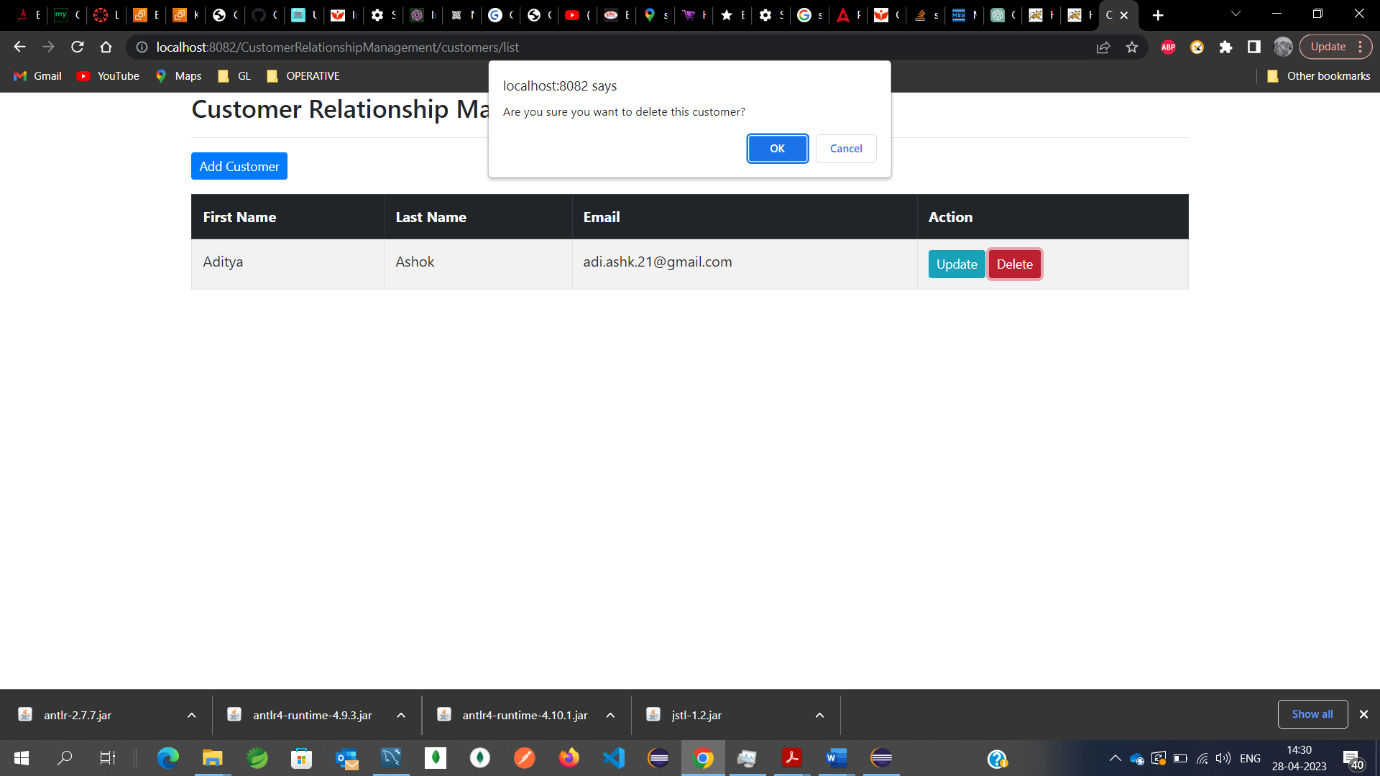 localhost:8082/CustomerRelationshipManagement/customers/list
Update
Gmail
YouTube
Maps
GL
OPERATIVE
Other bookmarks
localhost:8082 says
Are you sure you want to delete this customer?
OK
Cancel
Customer Relationship Ma
Add Customer
First Name
Last Name
Email
Action
Aditya
Ashok
adi.ashk.21@gmail.com
Update
Delete
antlr-2.7.7.jar
antlr4-runtime-4.9.3.jar
antlr4-runtime-4.10.1.jar
jstl-1.2.jar
Show all
ENG
14:30
28-04-2023
40